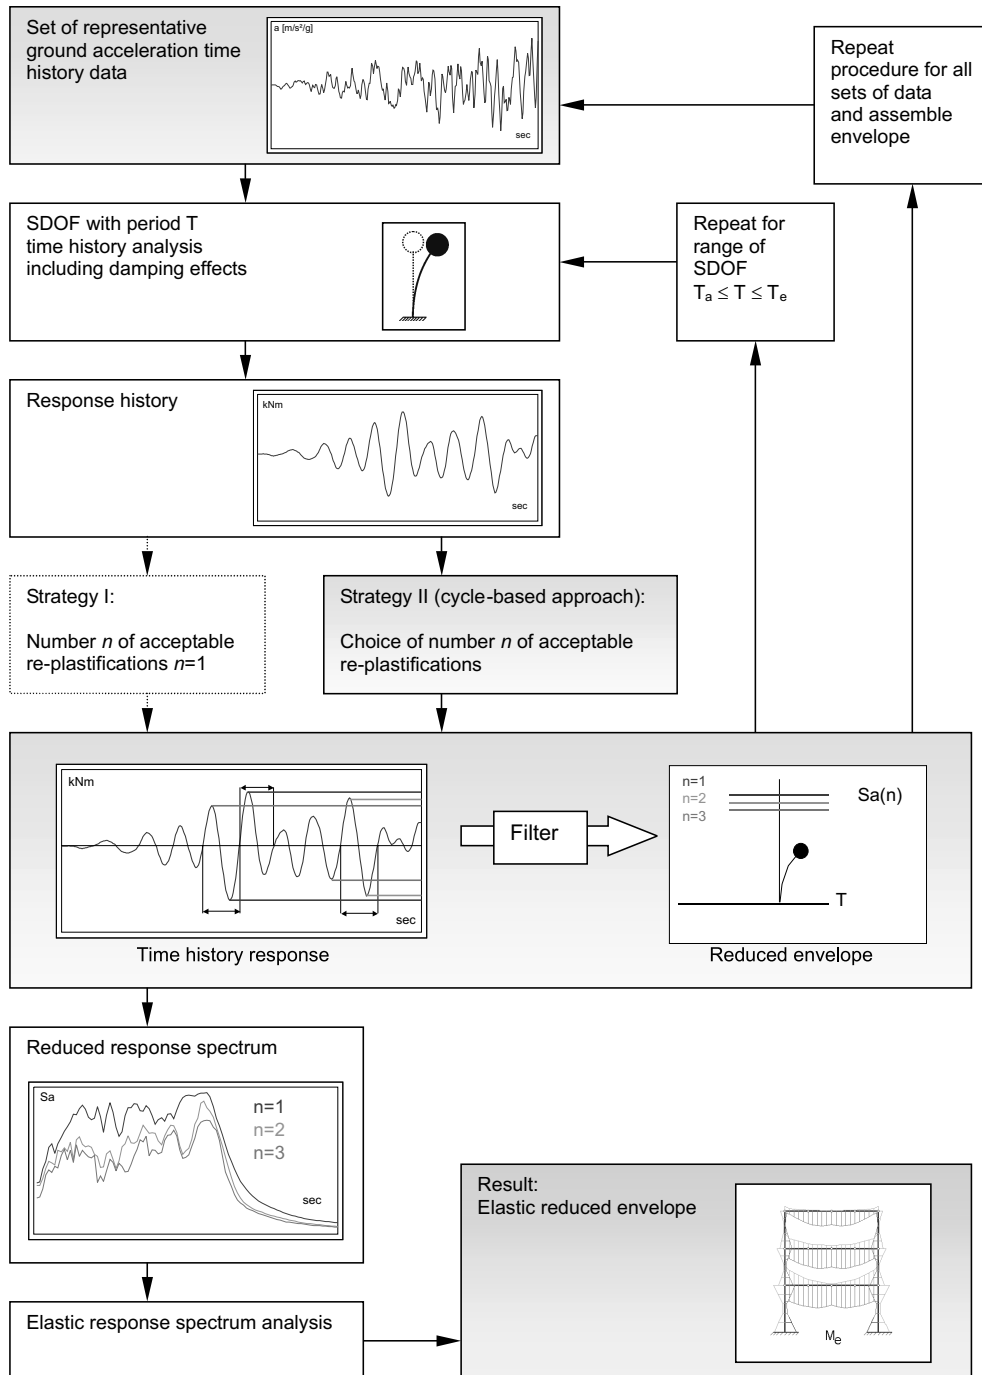 Set of representative
ground acceleration time
history data
a [m/s²/g]
sec
Repeat
procedure for all
sets of data
and assemble
envelope
SDOF with period T
time history analysis
including damping effects
Repeat for
range of
SDOF
Ta ≤ T ≤ Te
Response history
kNm
sec
Strategy I:
Number n of acceptable
re-plastifications n=1
Strategy II (cycle-based approach):
Choice of number n of acceptable
re-plastifications
kNm
sec
Time history response
Filter
n=1
n=2
n=3
Sa(n)
T
Reduced envelope
Reduced response spectrum
Sa
n=1
n=2
n=3
sec
Result:
Elastic reduced envelope
Me
Elastic response spectrum analysis